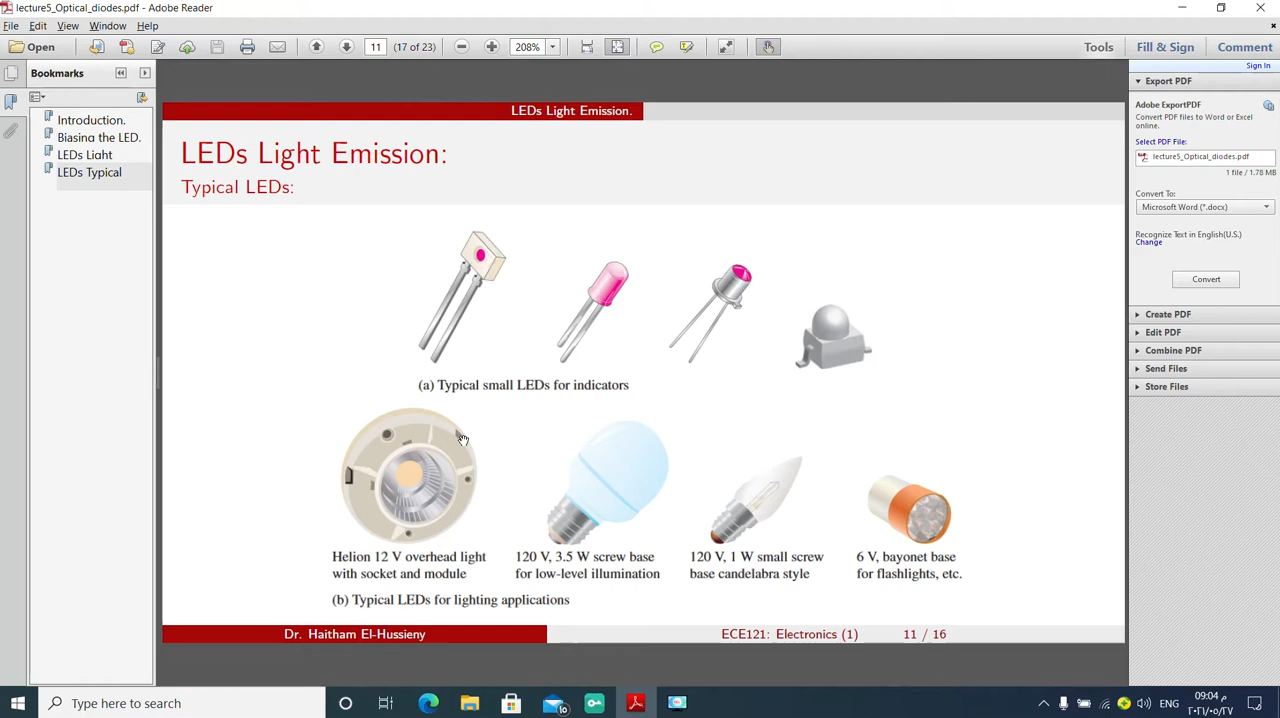 lecture5_Optical_diodes.pdf - Adobe Reader
File Edit View Window Help
Open 11 (17 of 23) 208% Tools Fill & Sign Comment
Sign In
Bookmarks
Introduction.
Biasing the LED.
LEDs Light
LEDs Typical
LEDs Light Emission.
LEDs Light Emission:
Typical LEDs:
(a) Typical small LEDs for indicators
Helion 12 V overhead light
with socket and module
120 V, 3.5 W screw base
for low-level illumination
120 V, 1 W small screw
base candelabra style
6 V, bayonet base
for flashlights, etc.
(b) Typical LEDs for lighting applications
Dr. Haitham El-Hussieny ECE121: Electronics (1) 11 / 16
Export PDF
Adobe ExportPDF
Convert PDF files to Word or Excel
online.
Select PDF File:
lecture5_Optical_diodes.pdf
1 file / 1.78 MB
Convert To:
Microsoft Word (*.docx)
Recognize Text in English(U.S.)
Change
Convert
Create PDF
Edit PDF
Combine PDF
Send Files
Store Files
Type here to search
ENG
09:04 م
٢٠٢١/٠٥/٢٧